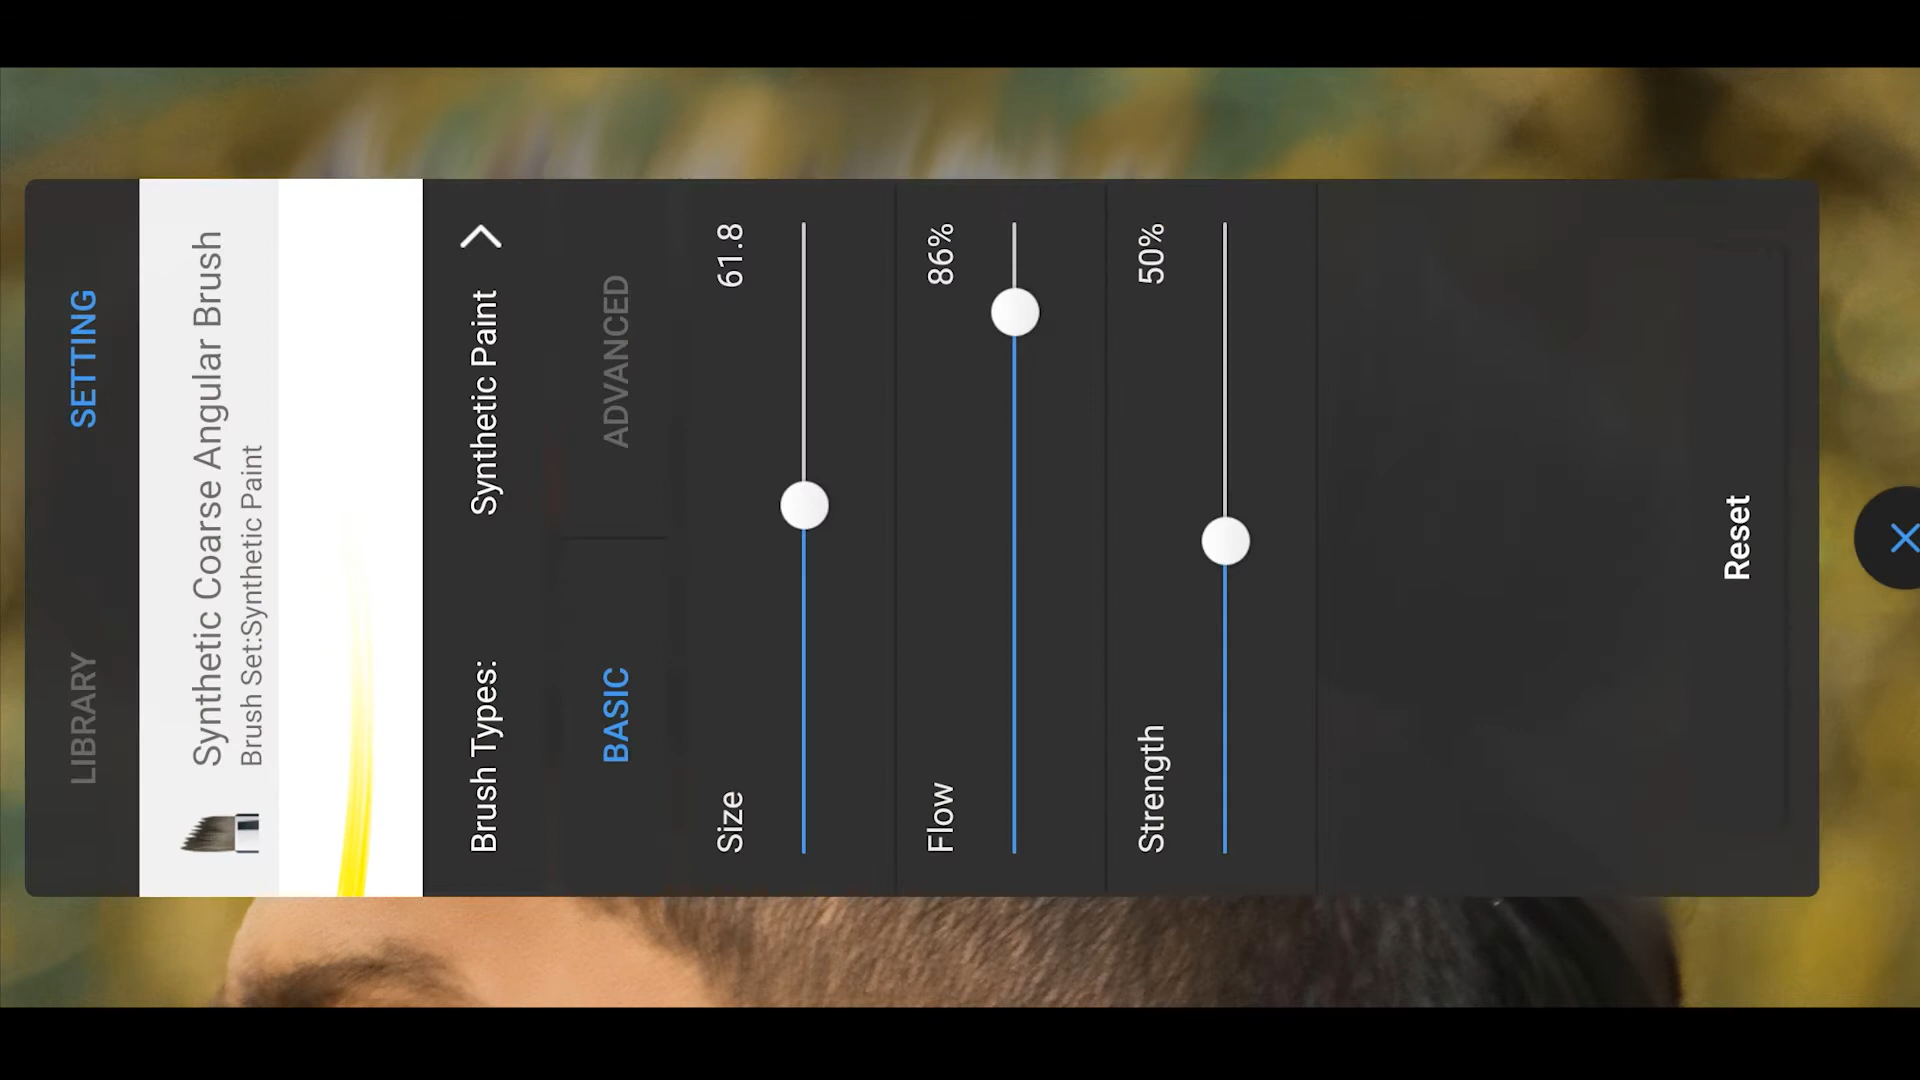 LIBRARY SETTING
Synthetic Coarse Angular Brush
Brush Set:Synthetic Paint
Brush Types: Synthetic Paint
BASIC ADVANCED
Size 61.8
Flow 86%
Strength 50%
Reset